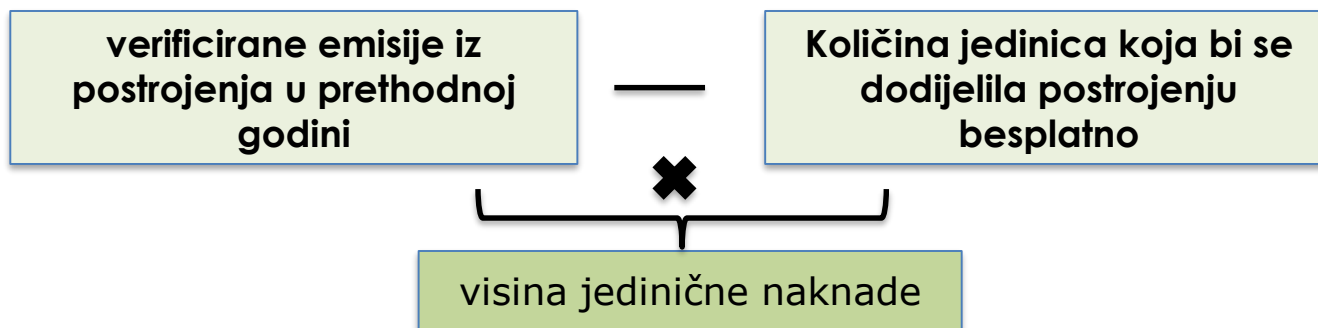 verificirane emisije iz
postrojenja u prethodnoj
godini
Količina jedinica koja bi se
dodijelila postrojenju
besplatno
visina jedinične naknade